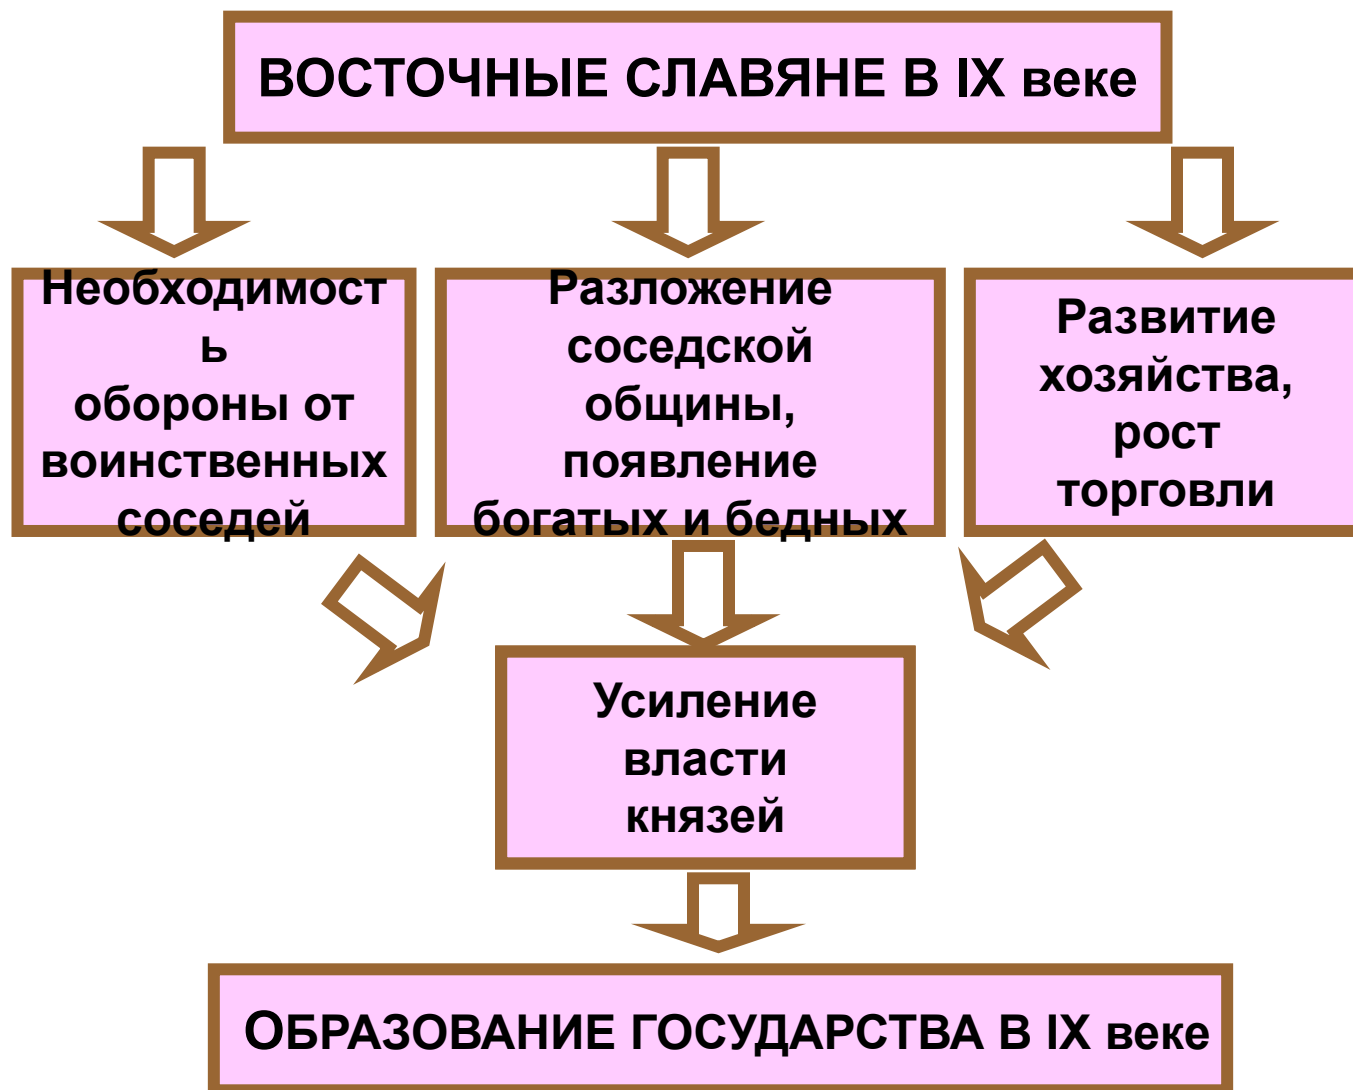 ВОСТОЧНЫЕ СЛАВЯНЕ В IX веке
Необходимост
ь
обороны от
воинственных
соседей
Разложение
соседской
общины,
появление
богатых и бедных
Развитие
хозяйства,
рост
торговли
Усиление
власти
князей
ОБРАЗОВАНИЕ ГОСУДАРСТВА В IX веке